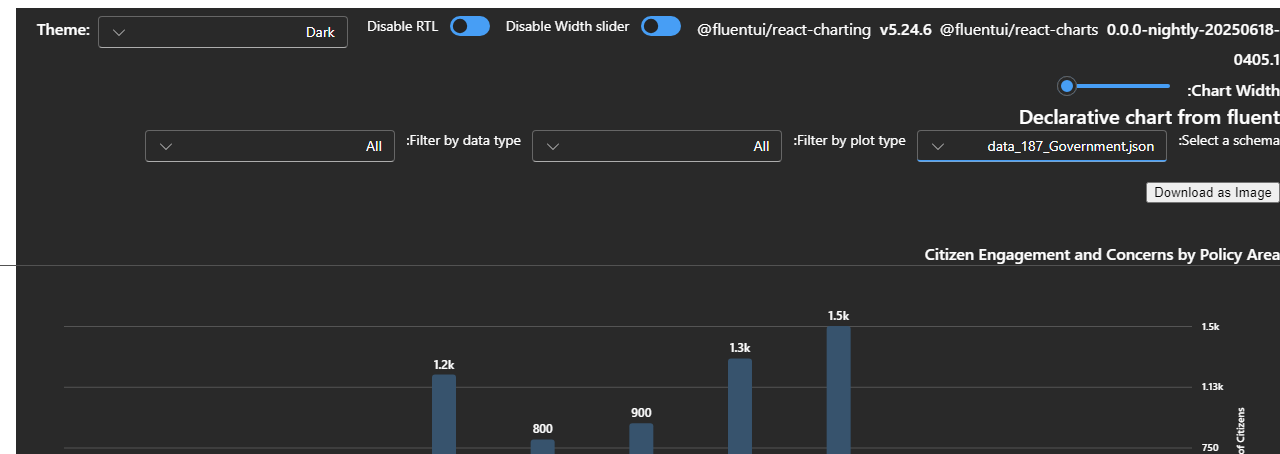 Theme: Dark Disable RTL Disable Width slider @fluentui/react-charting v5.24.6 @fluentui/react-charts 0.0.0-nightly-20250618-
0405.1
:Chart Width
Declarative chart from fluent
All :Filter by data type All :Filter by plot type data_187_Government.json :Select a schema
Download as Image
Citizen Engagement and Concerns by Policy Area
1.5k
1.5k
1.3k
1.2k
1.13k
900
800
750
of Citizens